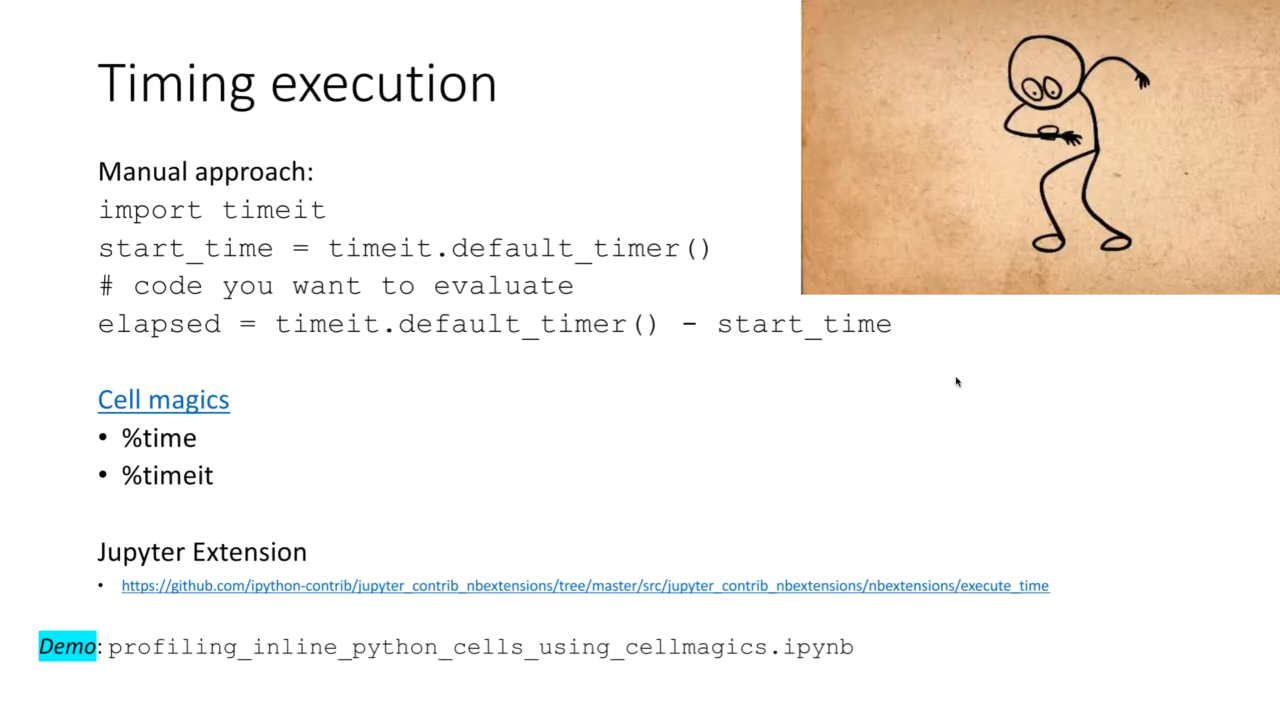 Timing execution
Manual approach:
import timeit
start_time = timeit.default_timer()
# code you want to evaluate
elapsed = timeit.default_timer() - start_time
Cell magics
• %time
• %timeit
Jupyter Extension
• https://github.com/ipython-contrib/jupyter_contrib_nbextensions/tree/master/src/jupyter_contrib_nbextensions/nbextensions/execute_time
Demo: profiling_inline_python_cells_using_cellmagics.ipynb